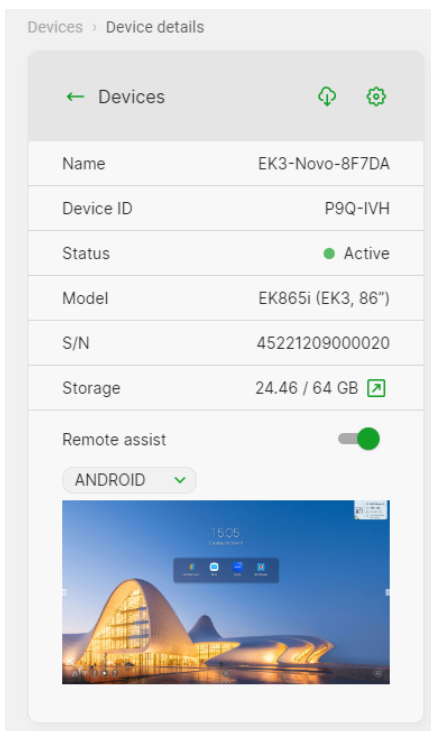 Devices › Device details
← Devices
Name EK3-Novo-8F7DA
Device ID P9Q-IVH
Status Active
Model EK865i (EK3, 86”)
S/N 45221209000020
Storage 24.46 / 64 GB
Remote assist
ANDROID
15:05